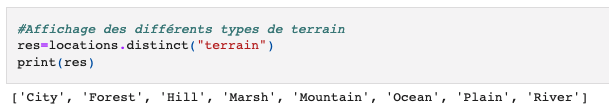 #Affichage des différents types de terrain
res=locations.distinct("terrain")
print(res)
['City', 'Forest', 'Hill', 'Marsh', 'Mountain', 'Ocean', 'Plain', 'River']